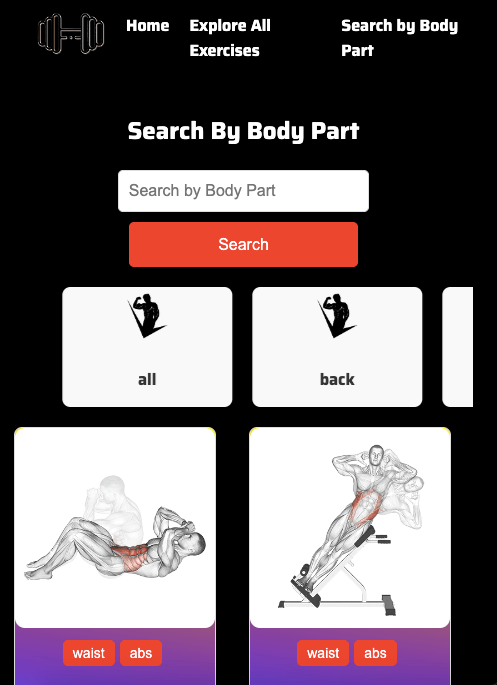 Home
Explore All
Exercises
Search by Body
Part
Search By Body Part
Search by Body Part
Search
all
back
waist
abs
waist
abs